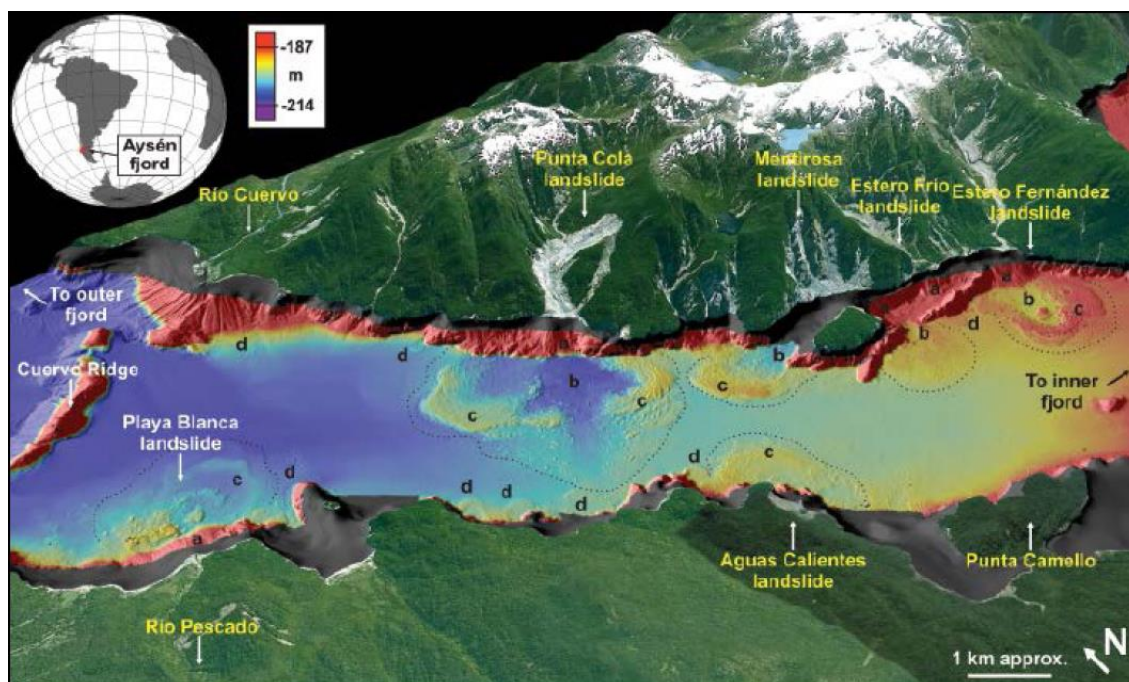 -187
m
-214
Aysén
fjord
Río Cuervo
Punta Cola
landslide
Mentirosa
landslide
Estero Frío
landslide
Estero Fernández
landslide
To outer
fjord
Cuervo Ridge
Playa Blanca
landslide
a
a
b
c
d
b
d
d
a
b
b
c
c
c
To inner
fjord
c
d
d
c
d
d
d
a
Aguas Calientes
landslide
Punta Camello
Río Pescado
1 km approx.
N